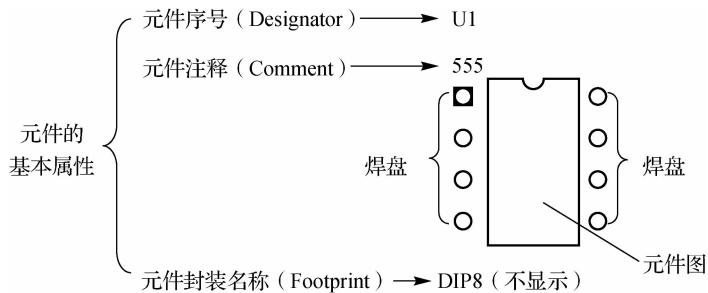 元件序号（Designator） U1
元件注释（Comment） 555
元件的
基本属性
焊盘
焊盘
元件图
元件封装名称（Footprint） DIP8（不显示）